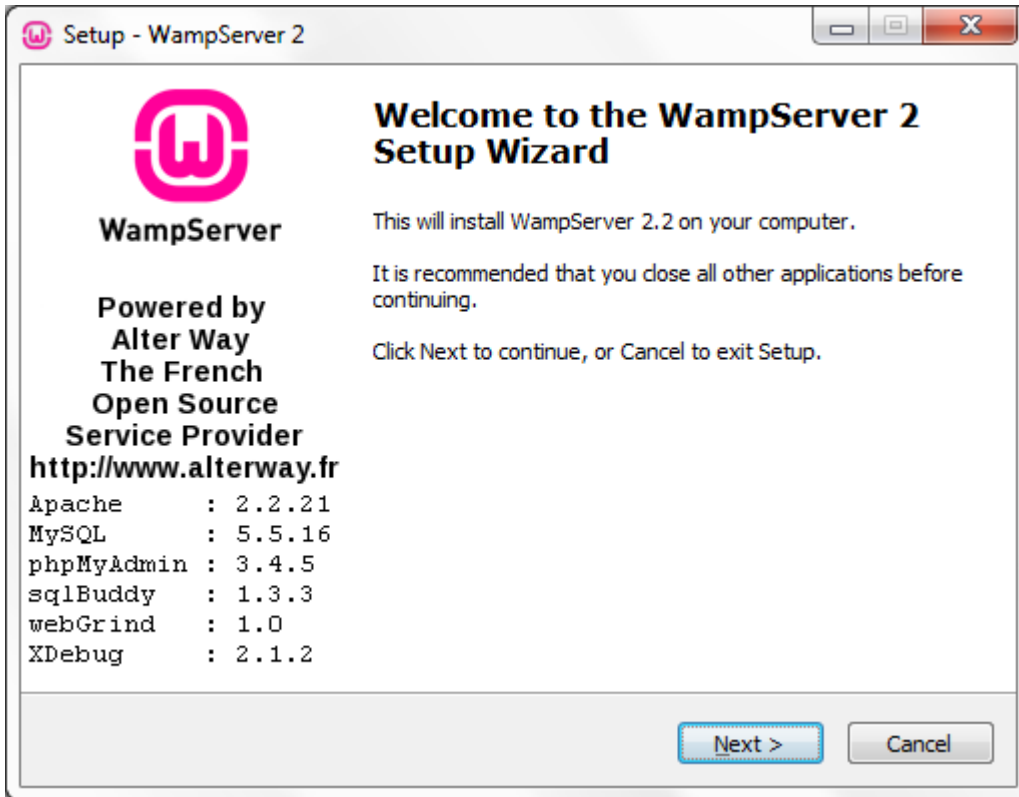 Setup - WampServer 2
WampServer
Powered by
Alter Way
The French
Open Source
Service Provider
http://www.alterway.fr
Apache : 2.2.21
MySQL : 5.5.16
phpMyAdmin : 3.4.5
sqlBuddy : 1.3.3
webGrind : 1.0
XDebug : 2.1.2
Welcome to the WampServer 2
Setup Wizard
This will install WampServer 2.2 on your computer.
It is recommended that you close all other applications before
continuing.
Click Next to continue, or Cancel to exit Setup.
Next >
Cancel